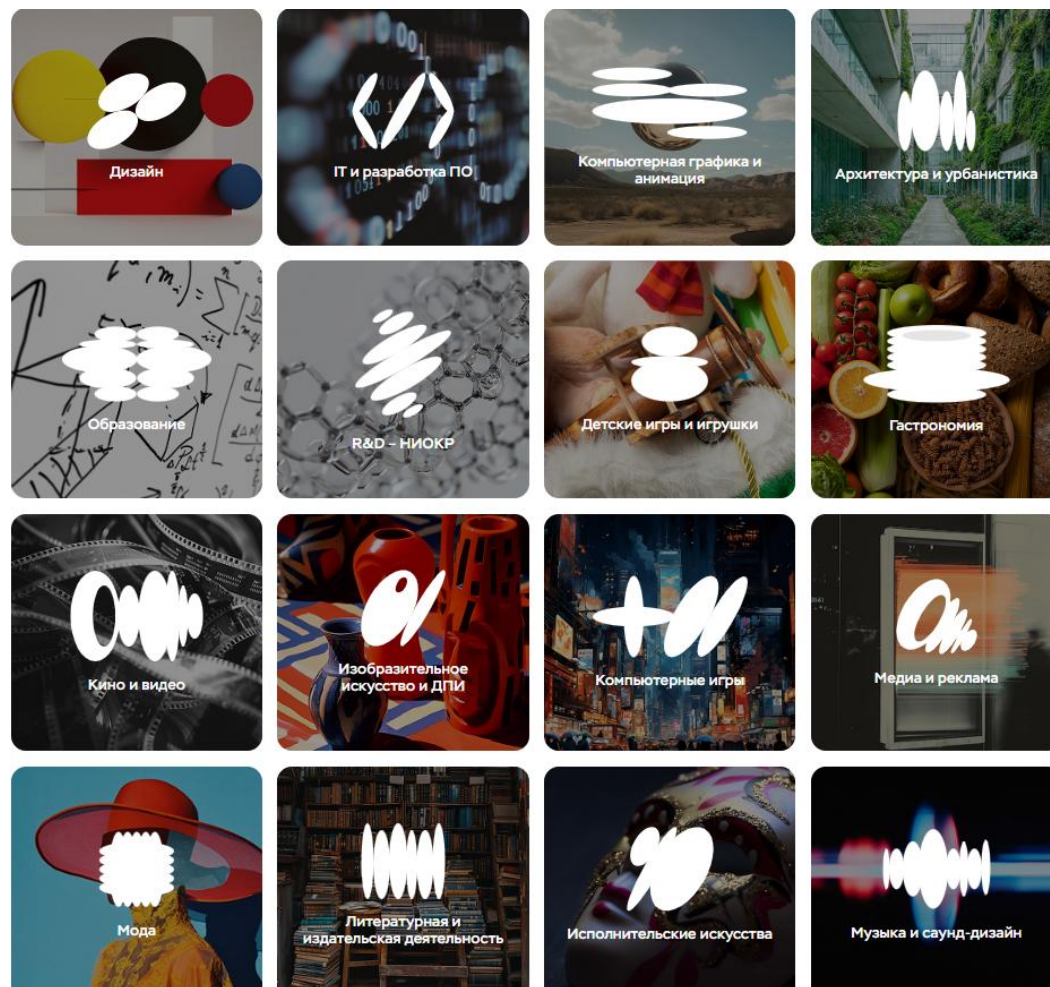 Дизайн
IT и разработка ПО
Компьютерная графика и
анимация
Архитектура и урбанистика
Образование
R&D – НИОКР
Детские игры и игрушки
Гастрономия
Кино и видео
Изобразительное
искусство и ДПИ
Компьютерные игры
Медиа и реклама
Мода
Литературная и
издательская деятельность
Исполнительские искусства
Музыка и саунд-дизайн